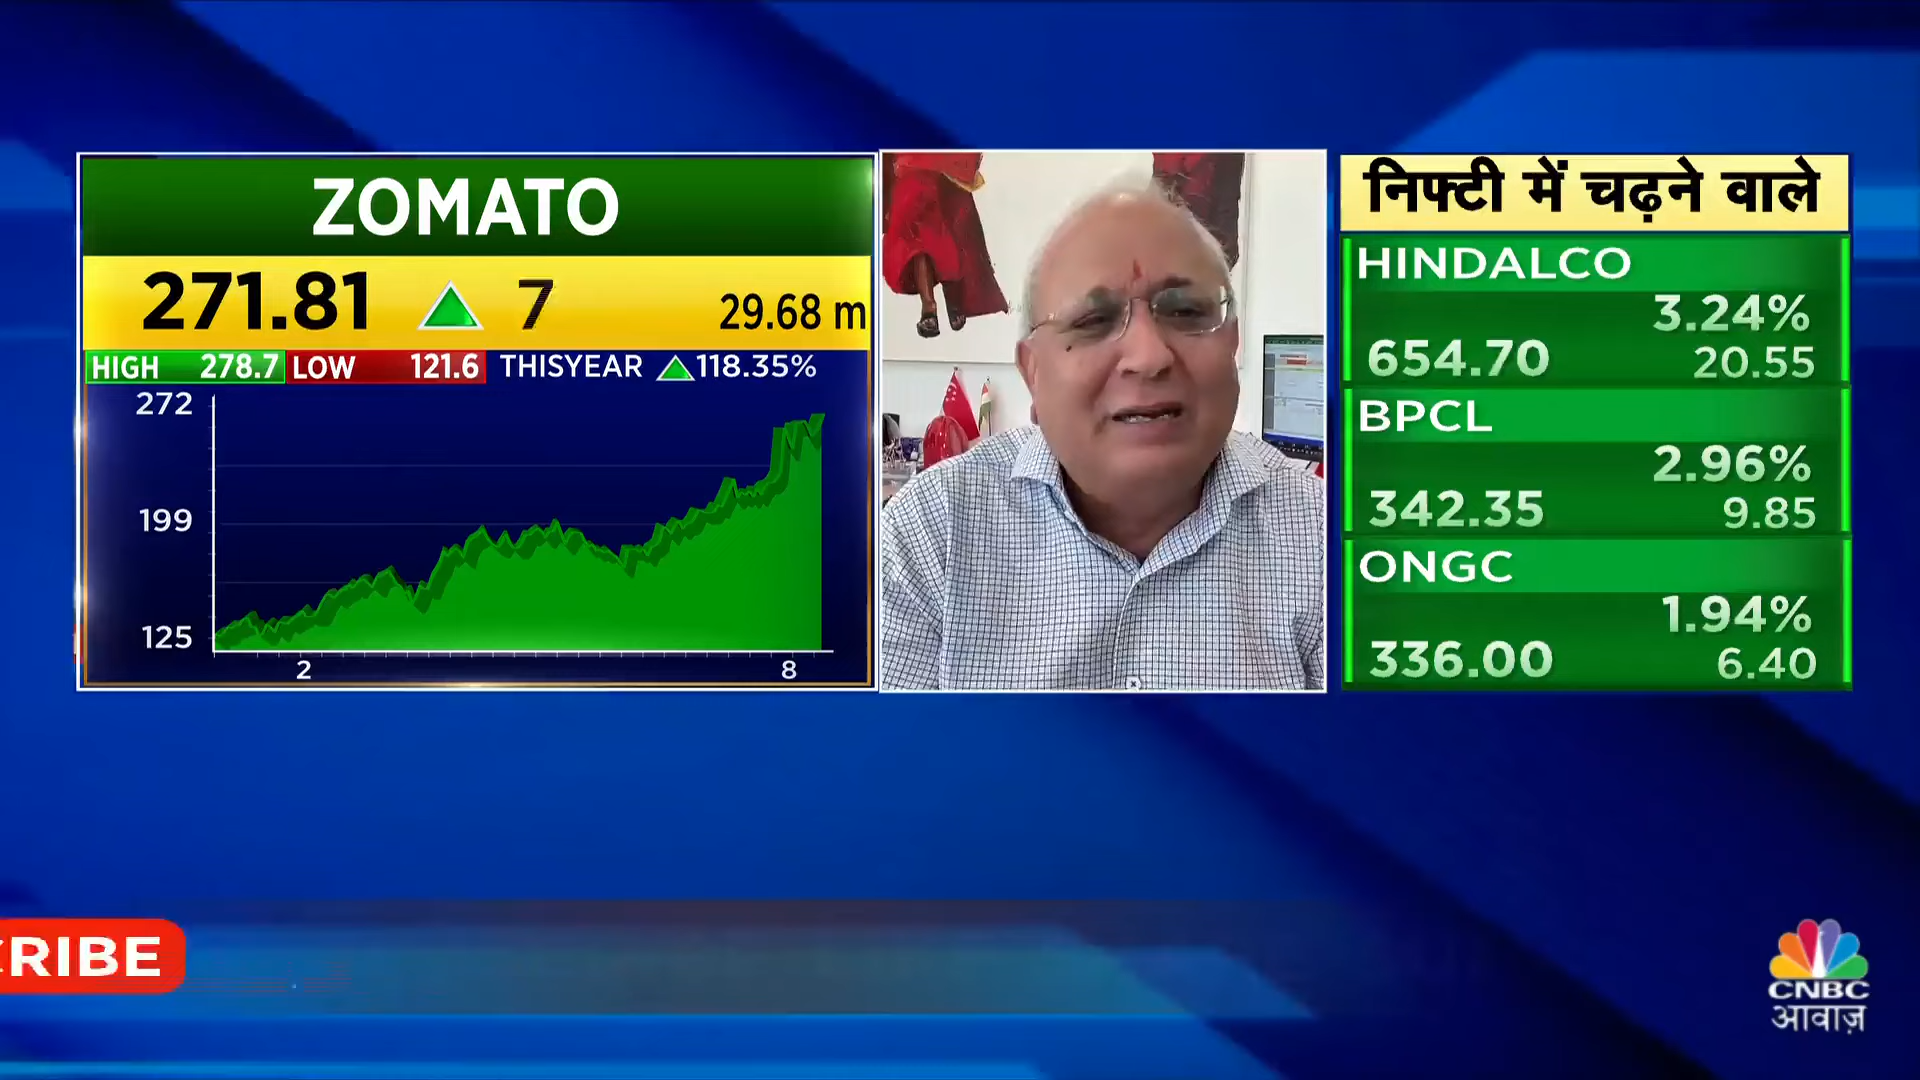 ZOMATO
271.81 7 29.68 m
HIGH 278.7 LOW 121.6 THISYEAR 118.35%
272
199
125
2 8
निफ्टी में चढ़ने वाले
HINDALCO
3.24%
654.70 20.55
BPCL
2.96%
342.35 9.85
ONGC
1.94%
336.00 6.40
CRIBE
CNBC
आवाज़